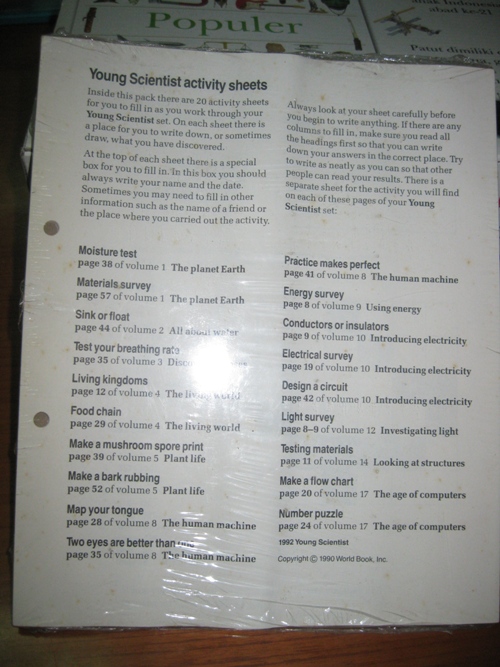 Populer
anak Indonesia
abad ke-21.
Patut dimiliki
Young Scientist activity sheets
Inside this pack there are 20 activity sheets
for you to fill in as you work through your
Young Scientist set. On each sheet there is
a place for you to write down, or sometimes
draw, what you have discovered.
At the top of each sheet there is a special
box for you to fill in. In this box you should
always write your name and the date.
Sometimes you may need to fill in other
information such as the name of a friend or
the place where you carried out the activity.
Always look at your sheet carefully before
you begin to write anything. If there are any
columns to fill in, make sure you read all
the headings first so that you can write
down your answers in the correct place. Try
to write as neatly as you can so that other
people can read your results. There is a
separate sheet for the activity you will find
on each of these pages of your Young
Scientist set:
Moisture test
page 38 of volume 1 The planet Earth
Materials survey
page 57 of volume 1 The planet Earth
Sink or float
page 44 of volume 2 All about water
Test your breathing rate
page 35 of volume 3
Living kingdoms
page 12 of volume 4 The living world
Food chain
page 29 of volume 4 The living world
Make a mushroom spore print
page 39 of volume 5 Plant life
Make a bark rubbing
page 52 of volume 5 Plant life
Map your tongue
page 28 of volume 8 The human machine
Two eyes are better than
page 35 of volume 8 The human machine
Practice makes perfect
page 41 of volume 8 The human machine
Energy survey
page 8 of volume 9 Using energy
Conductors or insulators
page 9 of volume 10 Introducing electricity
Electrical survey
page 19 of volume 10 Introducing electricity
Design a circuit
page 42 of volume 10 Introducing electricity
Light survey
page 8–9 of volume 12 Investigating light
Testing materials
page 11 of volume 14 Looking at structures
Make a flow chart
page 20 of volume 17 The age of computers
Number puzzle
page 24 of volume 17 The age of computers
1992 Young Scientist
Copyright © 1990 World Book, Inc.